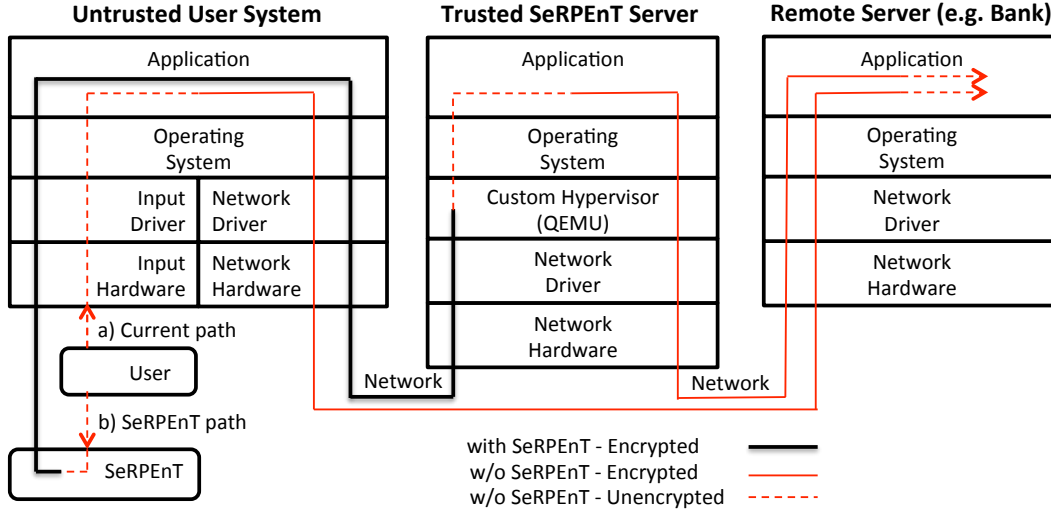 Untrusted User System
Trusted SeRPEnT Server
Remote Server (e.g. Bank)
Application
Operating
System
Input
Driver
Network
Driver
Input
Hardware
Network
Hardware
a) Current path
User
b) SeRPEnT path
SeRPEnT
Network
Application
Operating
System
Custom Hypervisor
(QEMU)
Network
Driver
Network
Hardware
Network
Application
Operating
System
Network
Driver
Network
Hardware
with SeRPEnT - Encrypted
w/o SeRPEnT - Encrypted
w/o SeRPEnT - Unencrypted